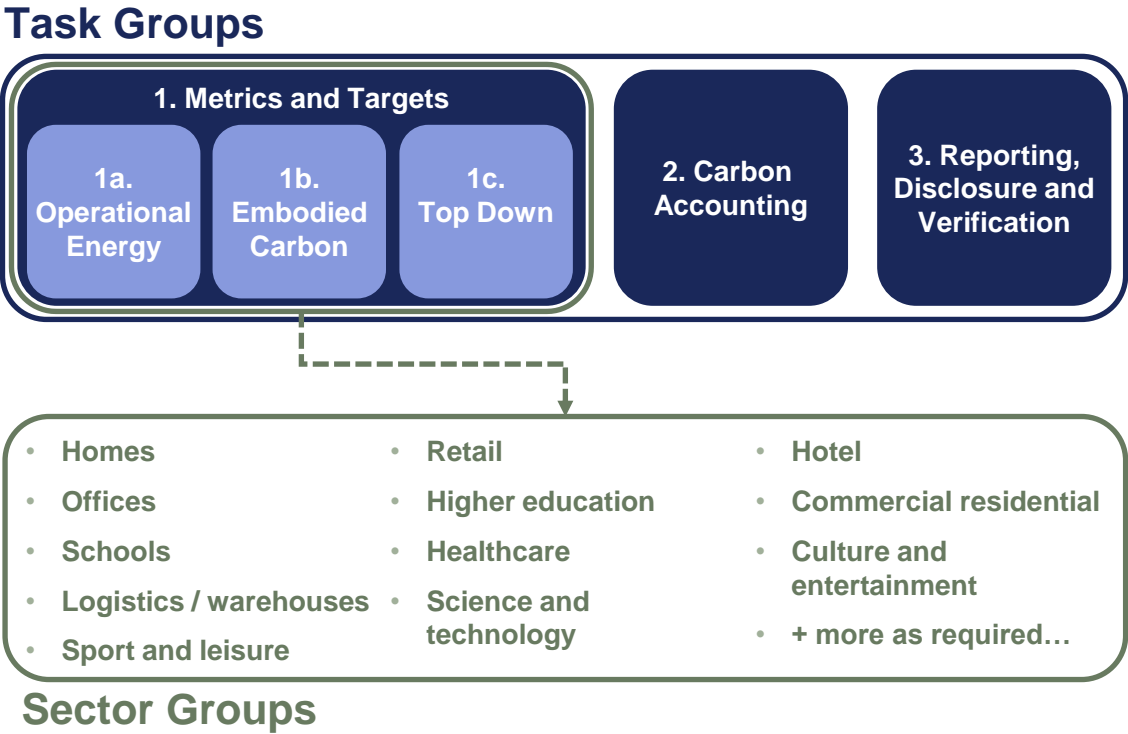 Task Groups
1. Metrics and Targets
1a.
Operational
Energy
1b.
Embodied
Carbon
1c.
Top Down
2. Carbon
Accounting
3. Reporting,
Disclosure and
Verification
• Homes
• Offices
• Schools
• Logistics / warehouses
• Sport and leisure
• Retail
• Higher education
• Healthcare
• Science and
technology
• Hotel
• Commercial residential
• Culture and
entertainment
• + more as required…
Sector Groups